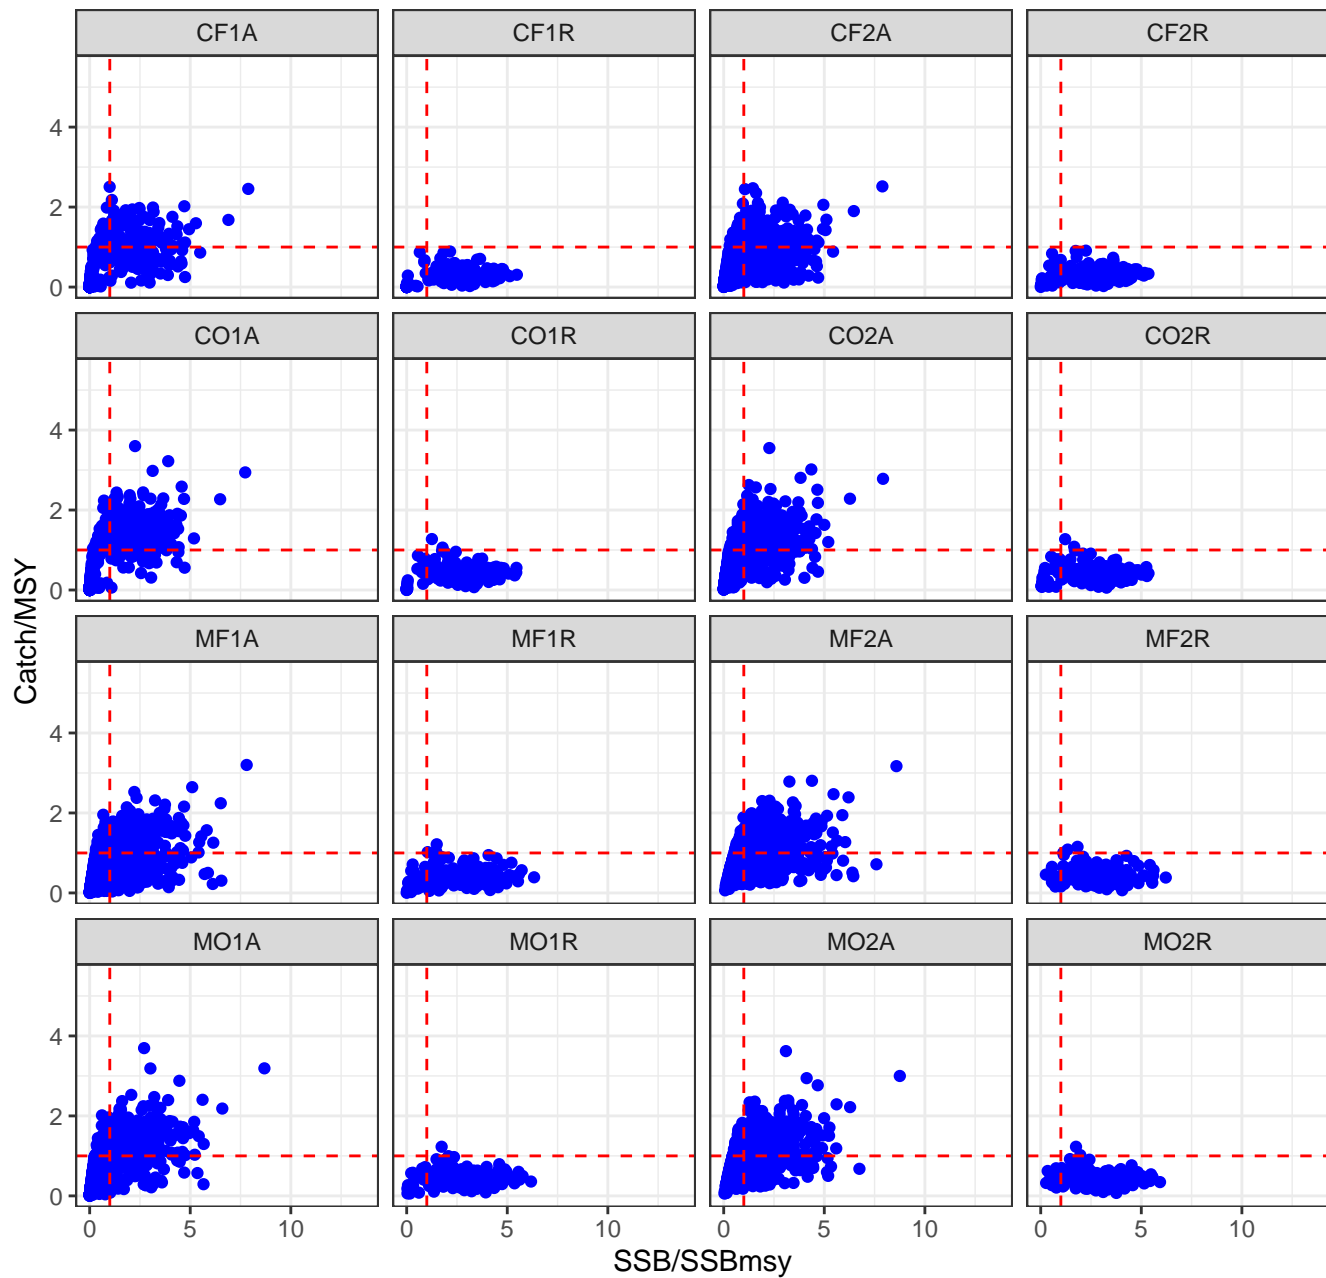 CF1A CF1R CF2A CF2R
4
2
0
CO1A CO1R CO2A CO2R
4
2
0
MF1A MF1R MF2A MF2R
4
2
0
MO1A MO1R MO2A MO2R
4
2
0
0 5 10 0 5 10 0 5 10 0 5 10
SSB/SSBmsy
Catch/MSY